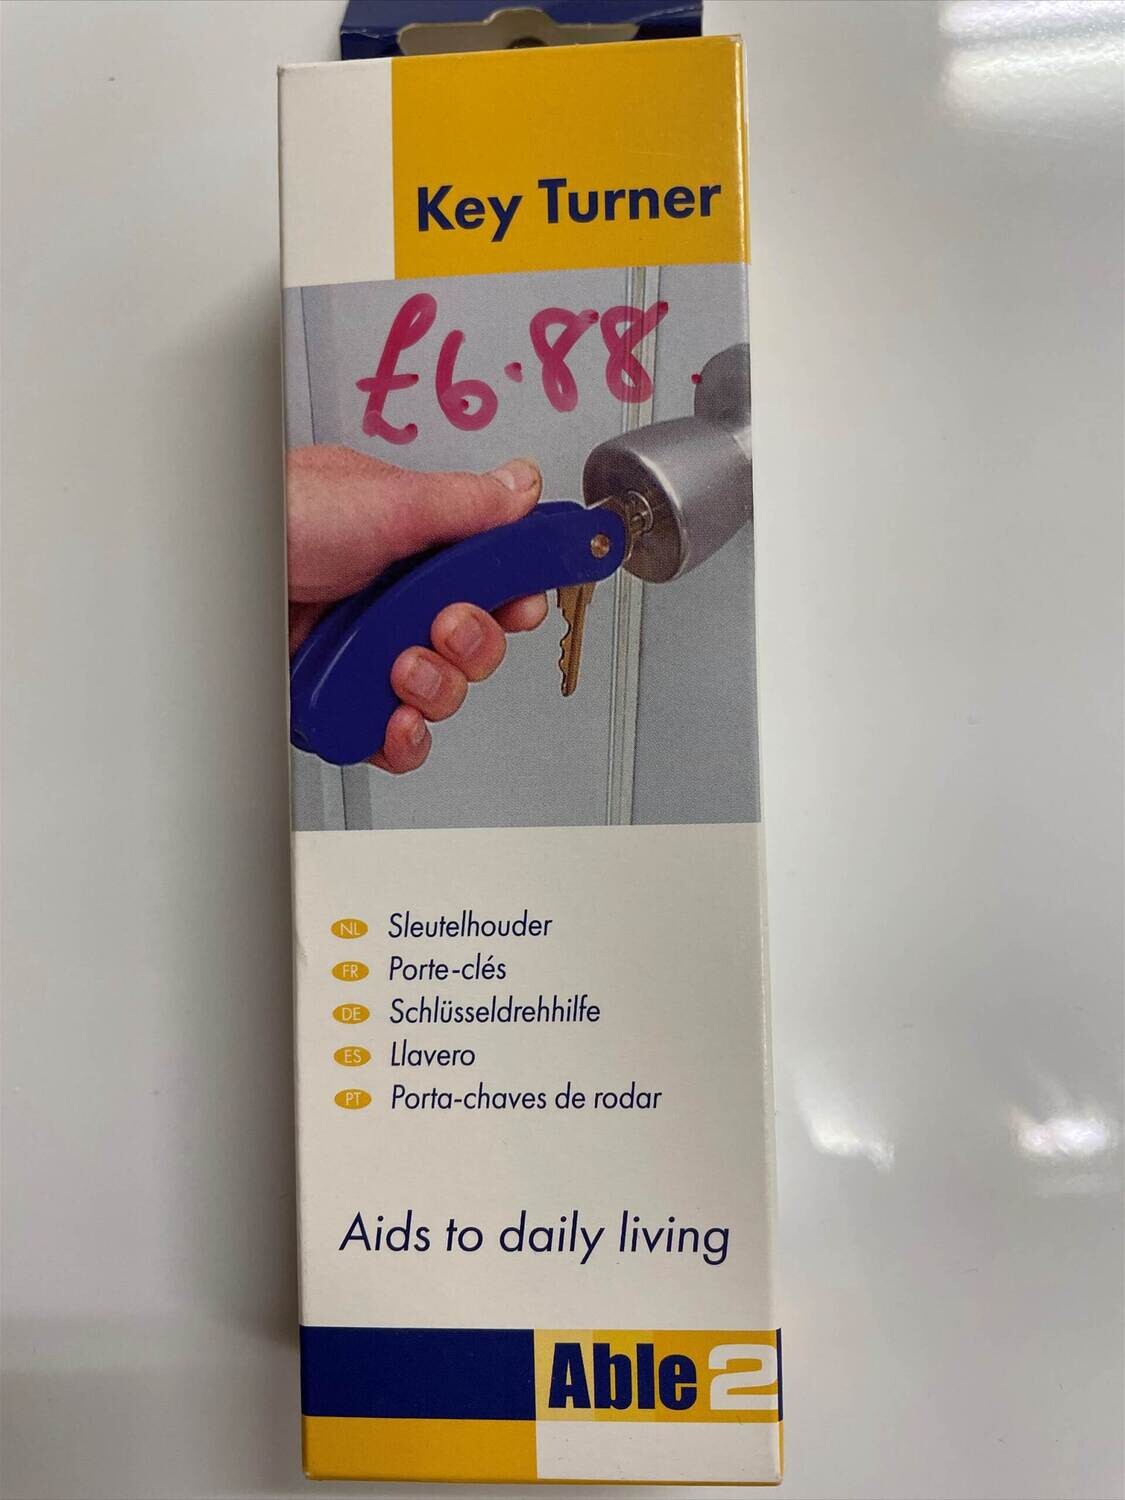 Key Turner
£6.88.
NL Sleutelhouder
FR Porte-clés
DE Schlüsseldrehhilfe
ES Llavero
PT Porta-chaves de rodar
Aids to daily living
Able2